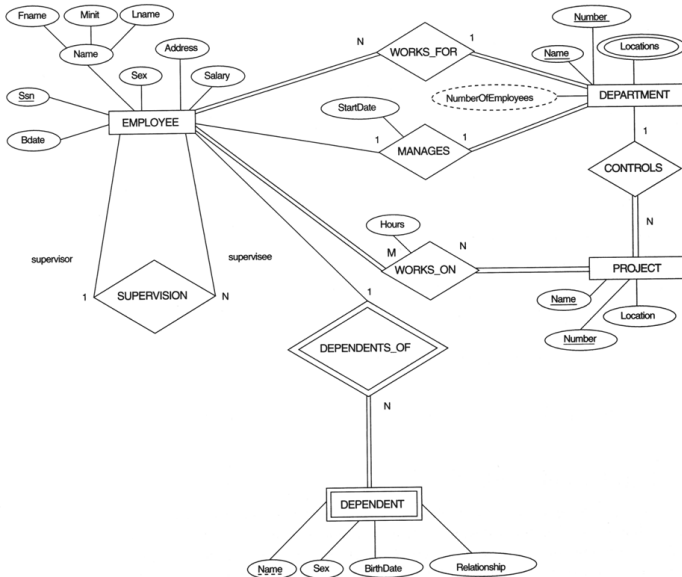 Fname
Minit
Lname
Name
Address
Sex
Salary
Ssn
Bdate
EMPLOYEE
N
WORKS_FOR
1
Number
Name
Locations
NumberOfEmployees
DEPARTMENT
StartDate
1
MANAGES
1
1
CONTROLS
N
supervisor
supervisee
1
SUPERVISION
N
Hours
M
WORKS_ON
N
PROJECT
Name
Number
Location
1
DEPENDENTS_OF
N
DEPENDENT
Name
Sex
BirthDate
Relationship